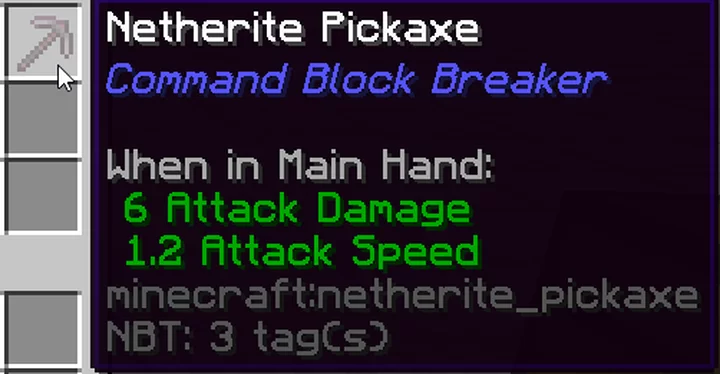 Netherite Pickaxe
Command Block Breaker
When in Main Hand:
6 Attack Damage
1.2 Attack Speed
minecraft:netherite_pickaxe
NBT: 3 tag(s)